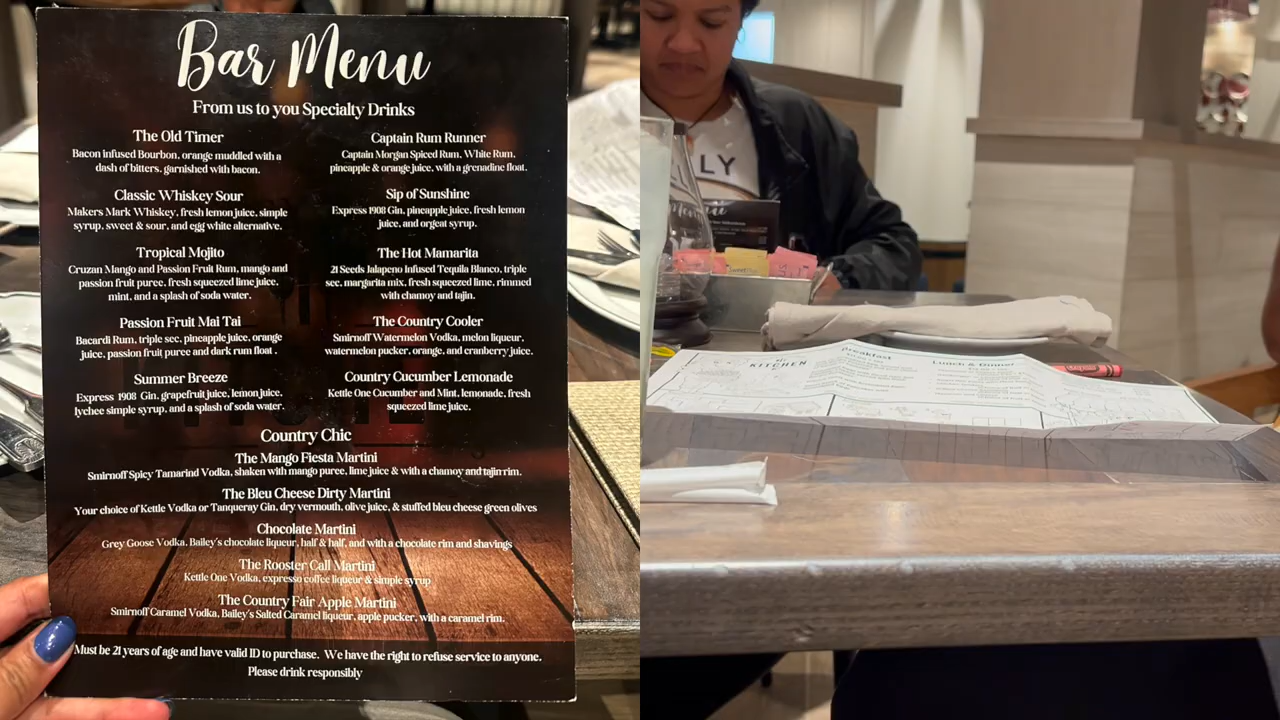 Bar Menu
From us to you Specialty Drinks
The Old Timer
Bacon infused Bourbon, orange muddled with a
dash of bitters, garnished with bacon.
Classic Whiskey Sour
Makers Mark Whiskey, fresh lemon juice, simple
syrup, sweet & sour, and egg white alternative.
Tropical Mojito
Cruzan Mango and Passion Fruit Rum, mango and
passion fruit puree, fresh squeezed lime juice,
mint, and a splash of soda water.
Passion Fruit Mai Tai
Bacardi Rum, triple sec, pineapple juice, orange
juice, passion fruit puree and dark rum float .
Summer Breeze
Express 1908 Gin, grapefruit juice, lemon juice,
lychee simple syrup, and a splash of soda water.
Captain Rum Runner
Captain Morgan Spiced Rum, White Rum,
pineapple & orange juice, with a grenadine float.
Sip of Sunshine
Express 1908 Gin, pineapple juice, fresh lemon
juice, and orgeat syrup.
The Hot Mamarita
21 Seeds Jalapeno Infused Tequila Blanco, triple
sec, margarita mix, fresh squeezed lime, rimmed
with chamoy and tajin.
The Country Cooler
Smirnoff Watermelon Vodka, melon liqueur,
watermelon pucker, orange, and cranberry juice.
Country Cucumber Lemonade
Kettle One Cucumber and Mint, lemonade, fresh
squeezed lime juice.
Country Chic
The Mango Fiesta Martini
Smirnoff Spicy Tamarind Vodka, shaken with mango puree, lime juice & with a chamoy and tajin rim.
The Bleu Cheese Dirty Martini
Your choice of Kettle Vodka or Tanqueray Gin, dry vermouth, olive juice, & stuffed bleu cheese green olives
Chocolate Martini
Grey Goose Vodka, Bailey's chocolate liqueur, half & half, and with a chocolate rim and shavings
The Rooster Call Martini
Kettle One Vodka, expresso coffee liqueur & simple syrup
The Country Fair Apple Martini
Smirnoff Caramel Vodka, Bailey's Salted Caramel liqueur, apple pucker, with a caramel rim.
Must be 21 years of age and have valid ID to purchase. We have the right to refuse service to anyone.
Please drink responsibly
LLY
KITCHEN
Breakfast
Lunch & Dinner